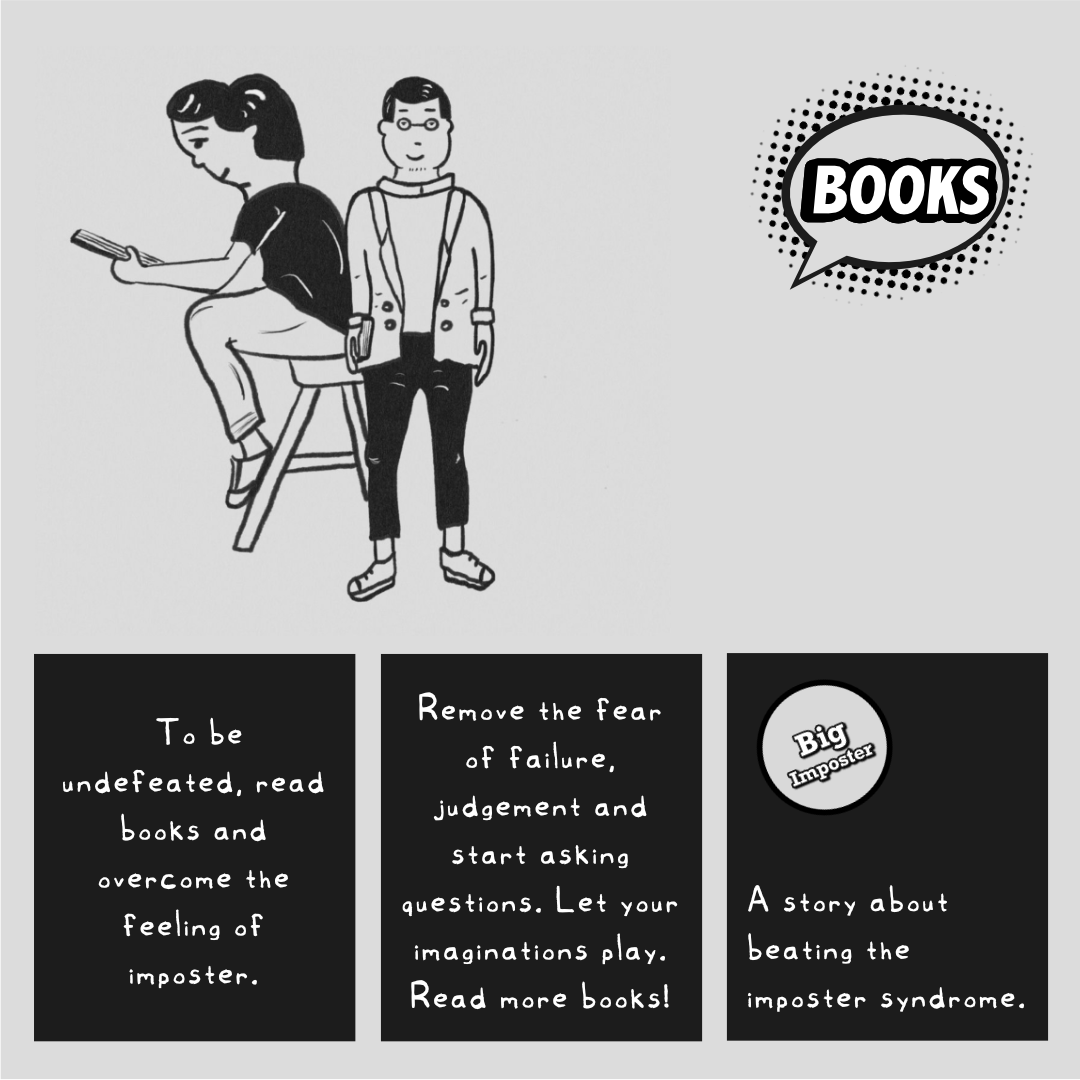 BOOKS
To be
undefeated, read
books and
overcome the
feeling of
imposter.
Remove the fear
of failure,
judgement and
start asking
questions. Let your
imaginations play.
Read more books!
Big
Imposter
A story about
beating the
imposter syndrome.